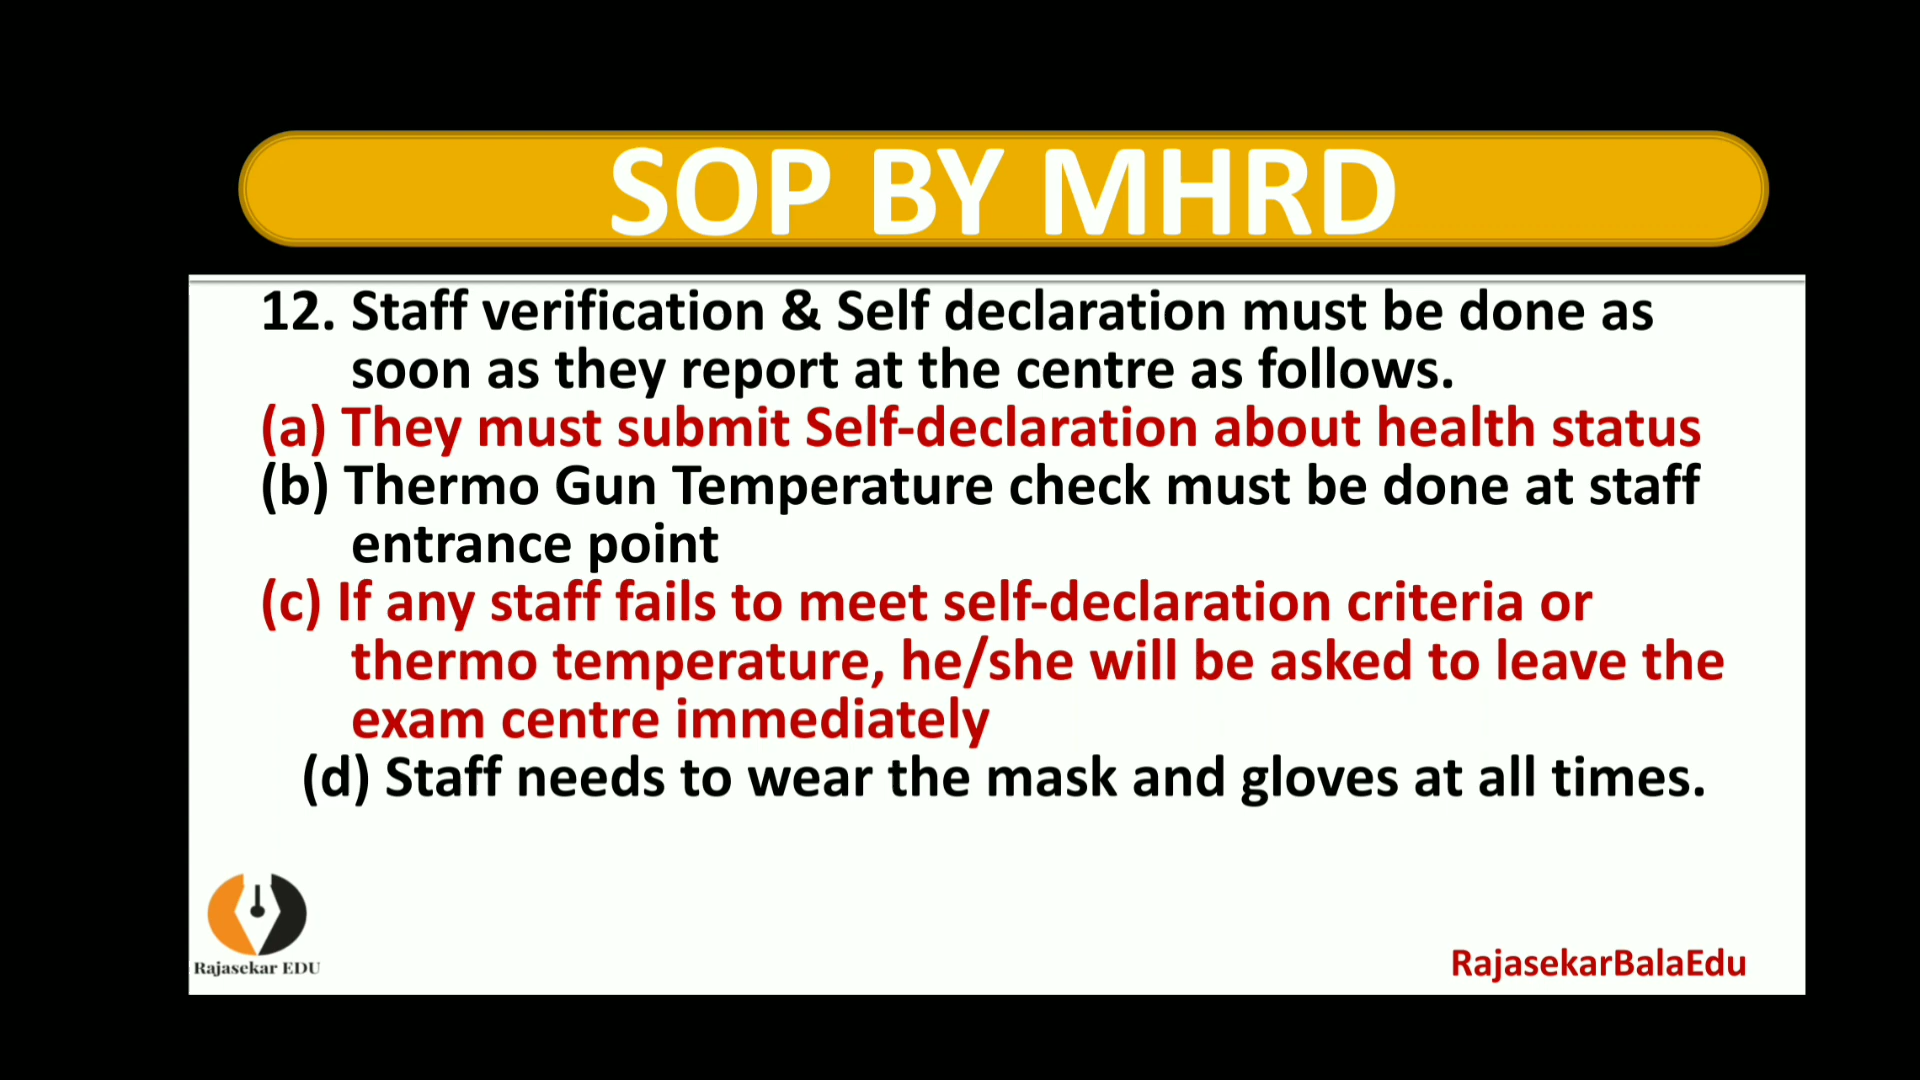 SOP BY MHRD
12. Staff verification & Self declaration must be done as
soon as they report at the centre as follows.
(a) They must submit Self-declaration about health status
(b) Thermo Gun Temperature check must be done at staff
entrance point
(c) If any staff fails to meet self-declaration criteria or
thermo temperature, he/she will be asked to leave the
exam centre immediately
(d) Staff needs to wear the mask and gloves at all times.
Rajasekar EDU
RajasekarBalaEdu